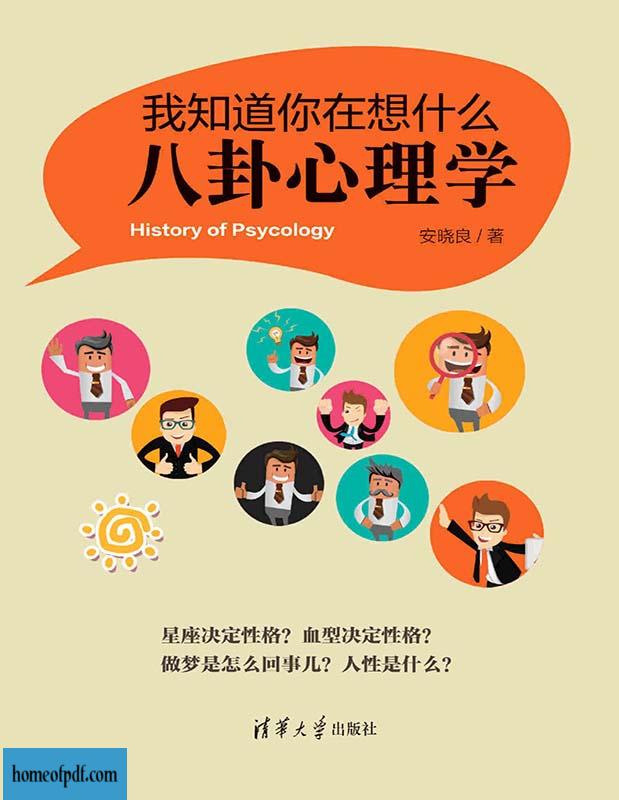 我知道你在想什么
八卦心理学
History of Psycology
安晓良 / 著
星座决定性格？血型决定性格？
做梦是怎么回事儿？人性是什么？
清华大学出版社
homeofpdf.com